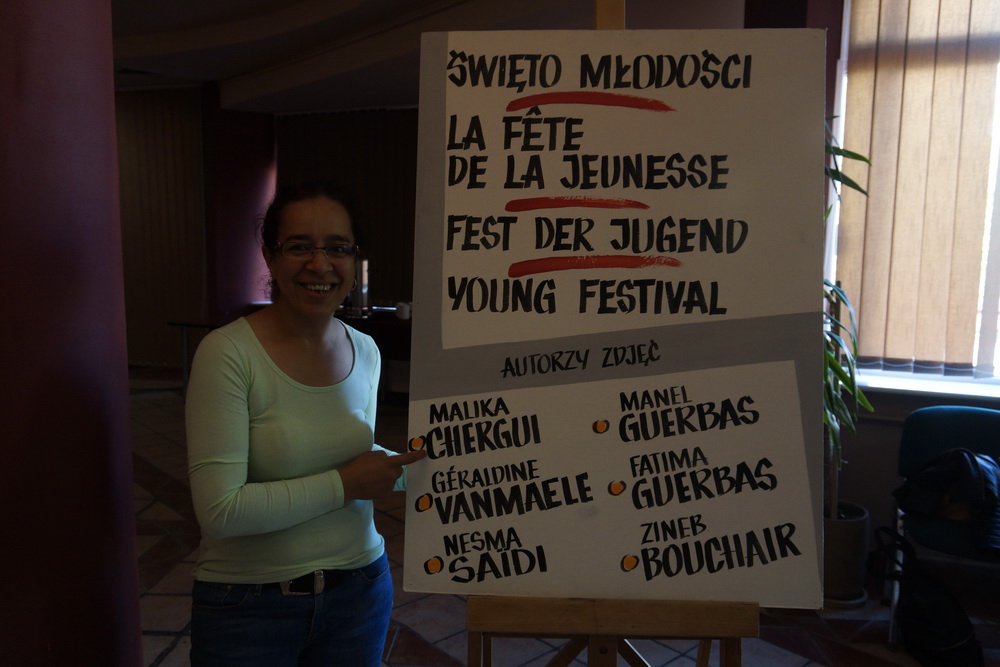 ŚWIĘTO MŁODOŚCI
LA FÊTE
DE LA JEUNESSE
FEST DER JUGEND
YOUNG FESTIVAL
AUTORZY ZDJĘĆ
MALIKA
CHERGUI
GÉRALDINE
VANMAELE
NESMA
SAÏDI
MANEL
GUERBAS
FATIMA
GUERBAS
ZINEB
BOUCHAIR